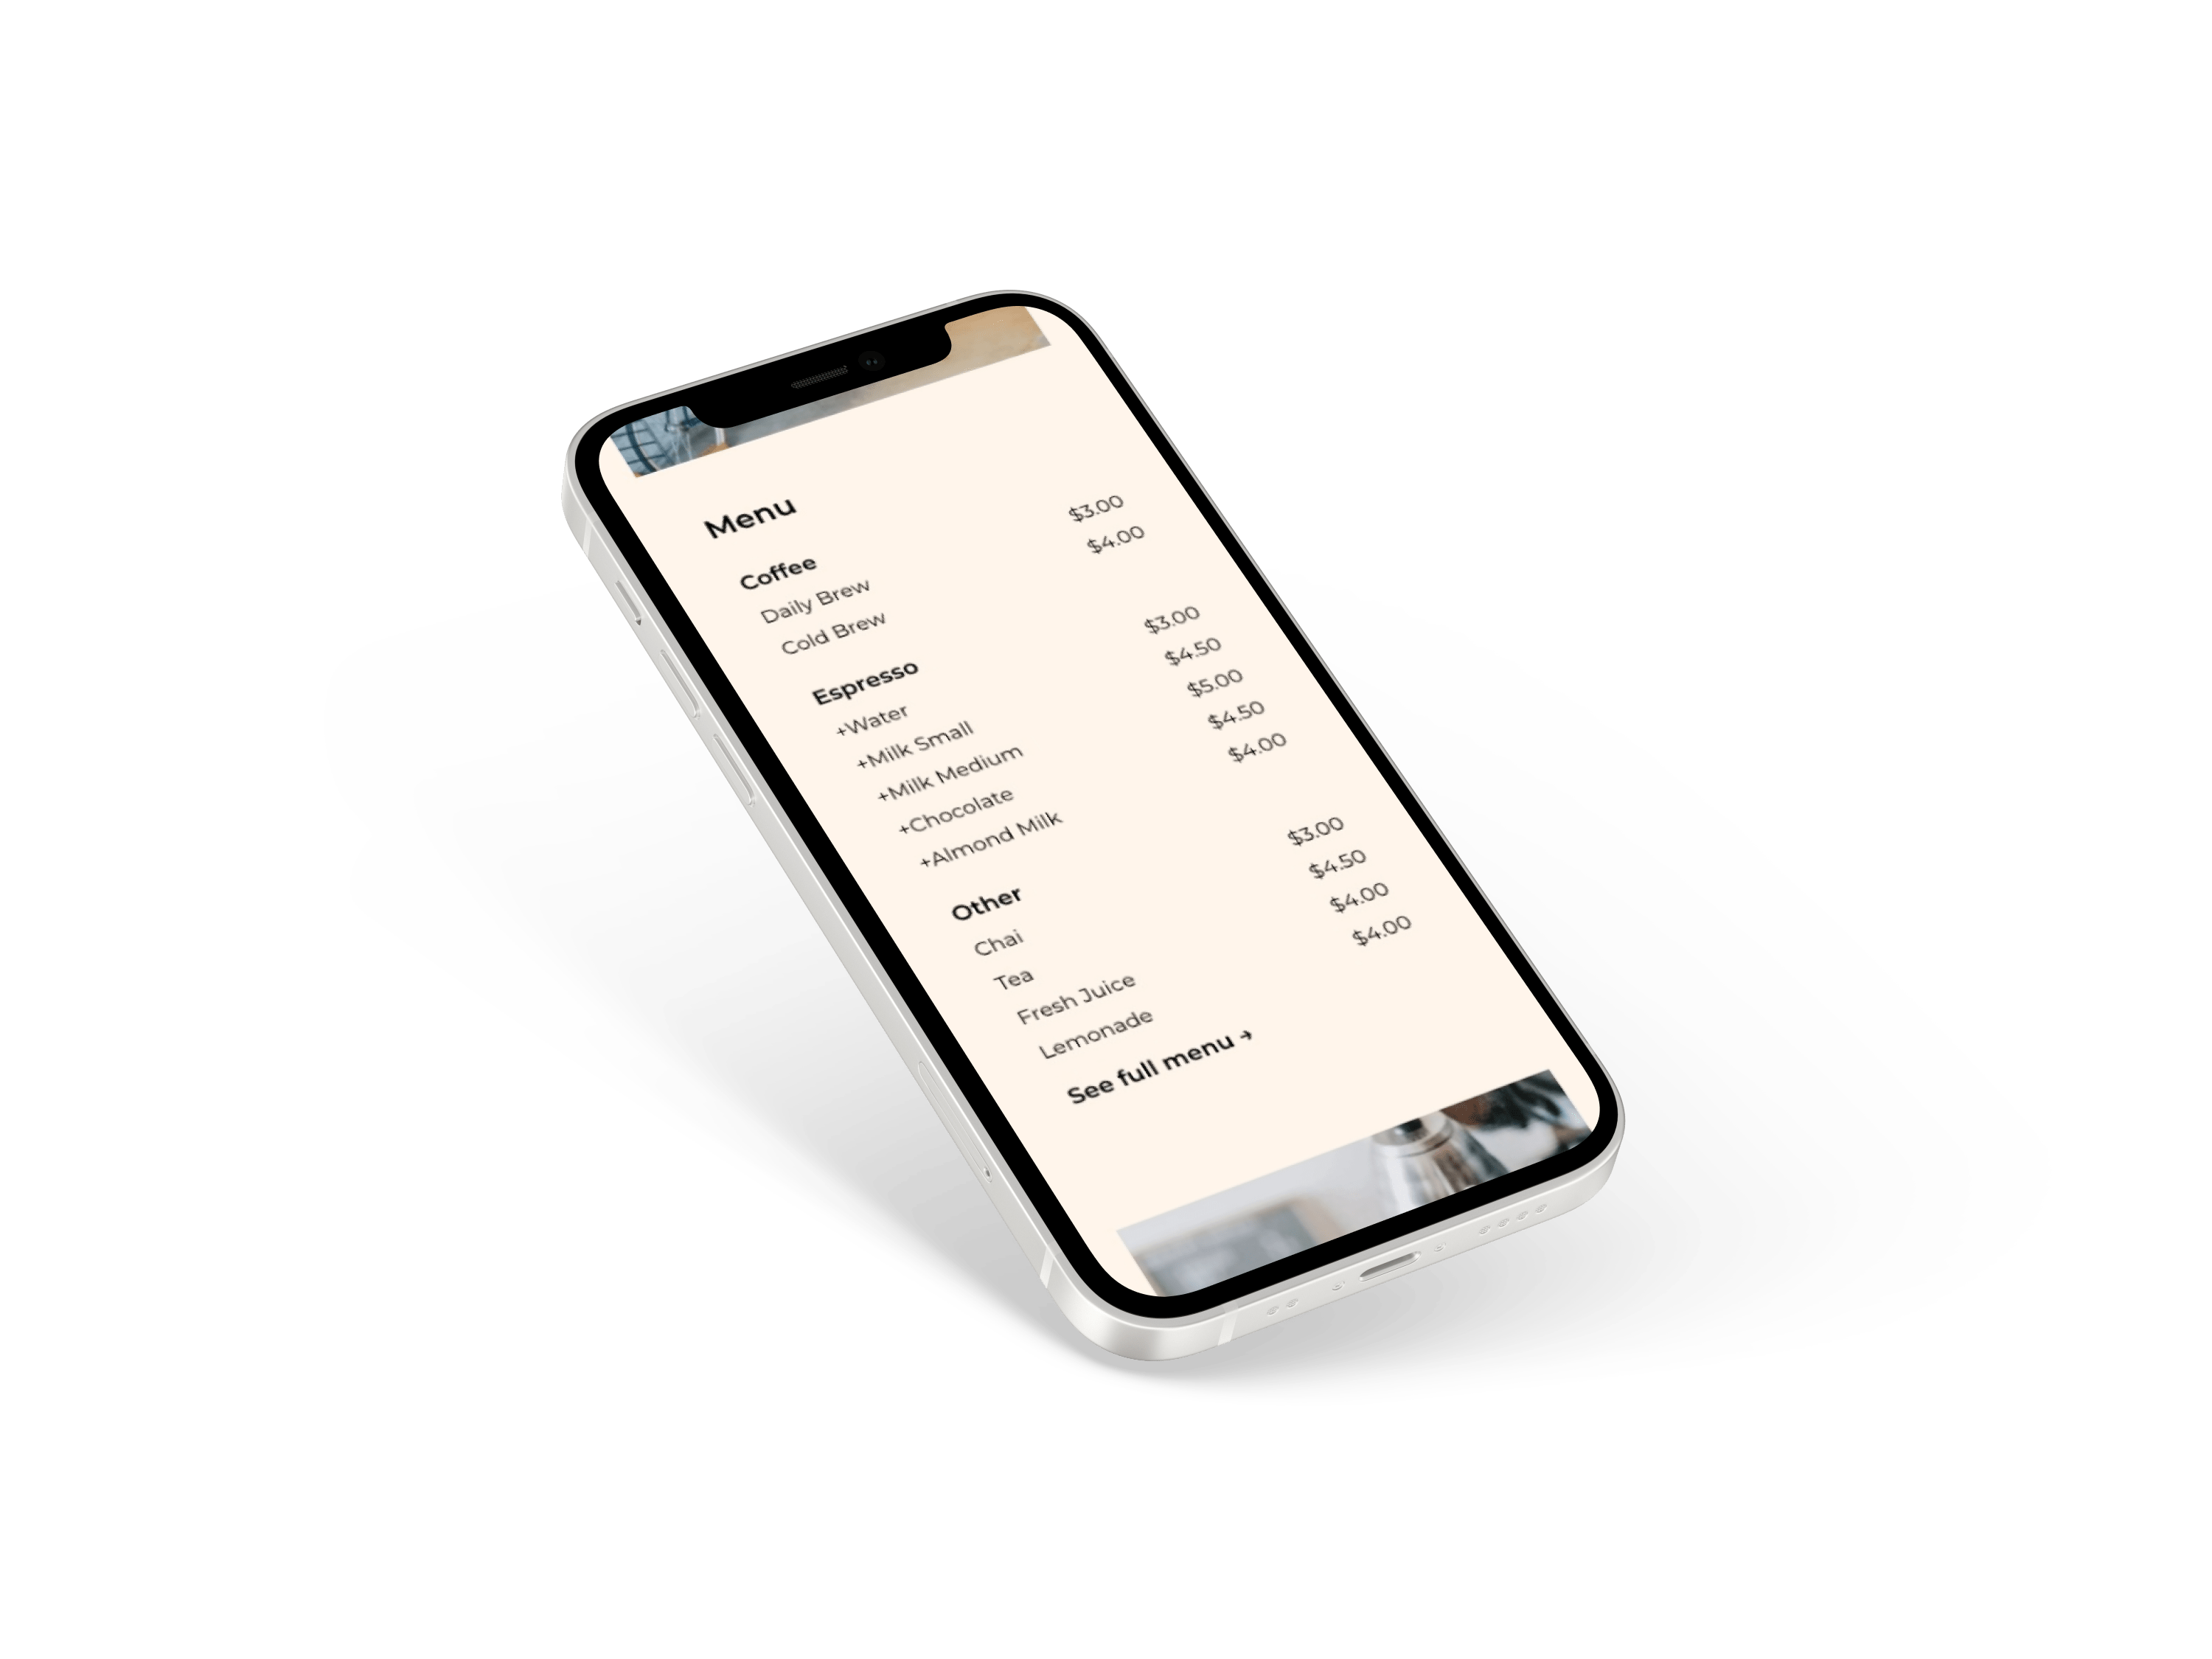 Menu
Coffee
Daily Brew $3.00
Cold Brew $4.00
Espresso
+Water $3.00
+Milk Small $4.50
+Milk Medium $5.00
+Chocolate $4.50
+Almond Milk $4.00
Other
Chai $3.00
Tea $4.50
Fresh Juice $4.00
Lemonade $4.00
See full menu →